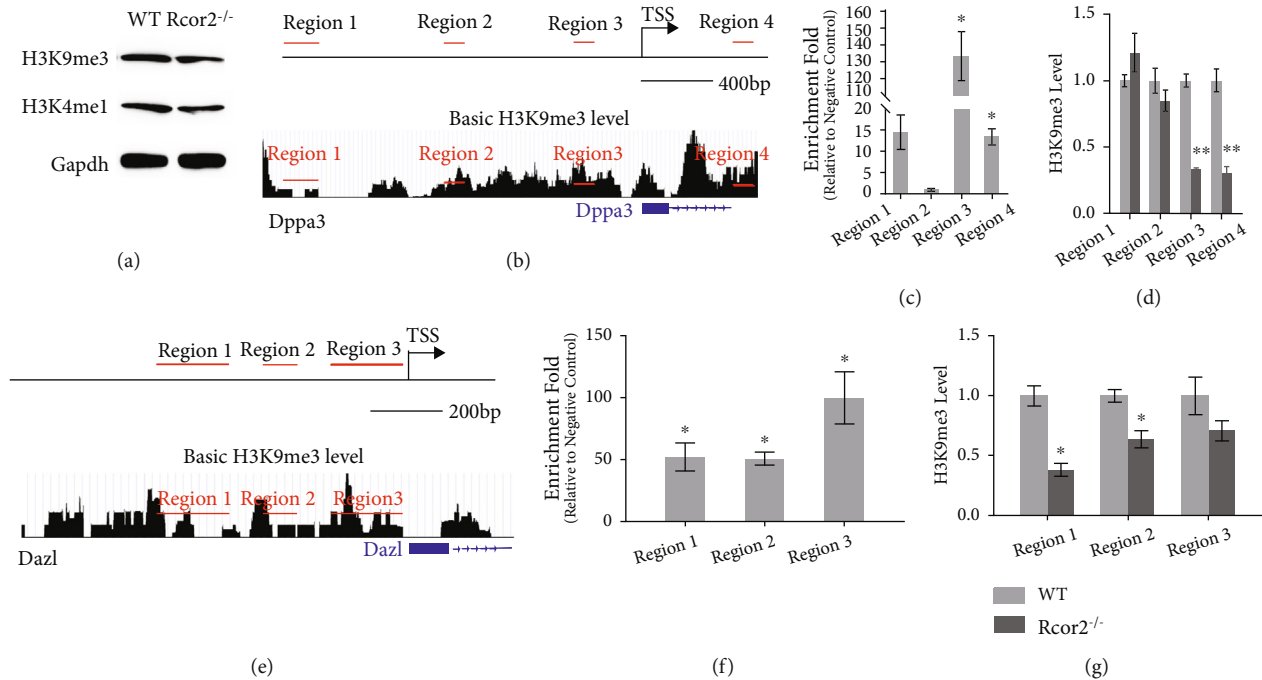 WT Rcor2-/-
H3K9me3
H3K4me1
Gapdh
(a)
Region 1 Region 2 Region 3 TSS Region 4
400bp
Basic H3K9me3 level
Region 1 Region 2 Region3 Region 4
Dppa3 Dppa3
(b)
Enrichment Fold
(Relative to Negative Control)
160
150
140
130
120
110
20
15
10
5
0
*
*
Region 1 Region 2 Region 3 Region 4
(c)
H3K9me3 Level
1.5
1.0
0.5
0.0
** **
Region 1 Region 2 Region 3 Region 4
(d)
Region 1 Region 2 Region 3 TSS
200bp
Basic H3K9me3 level
Region 1 Region 2 Region3
Dazl Dazl
(e)
Enrichment Fold
(Relative to Negative Control)
150
100
50
0
* * *
Region 1 Region 2 Region 3
(f)
H3K9me3 Level
1.5
1.0
0.5
0.0
* *
Region 1 Region 2 Region 3
WT
Rcor2-/-
(g)